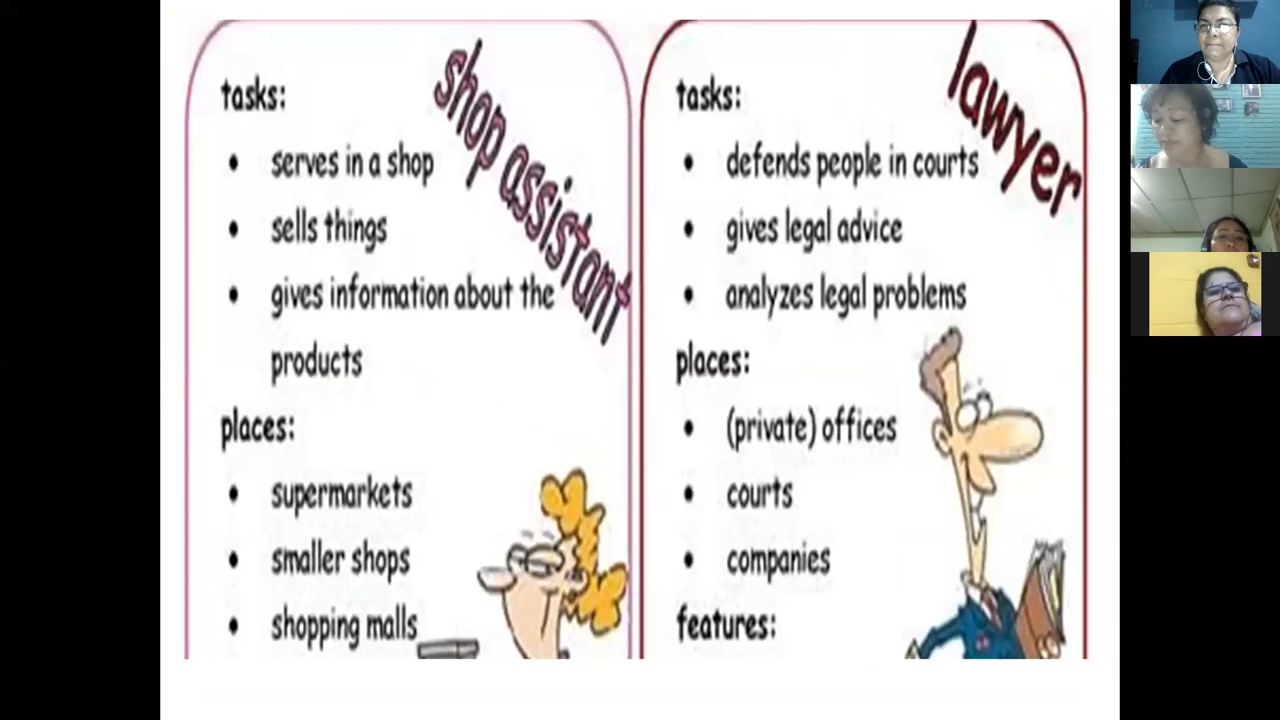 shop assistant
tasks:
• serves in a shop
• sells things
• gives information about the
products
places:
• supermarkets
• smaller shops
• shopping malls
lawyer
tasks:
• defends people in courts
• gives legal advice
• analyzes legal problems
places:
• (private) offices
• courts
• companies
features: